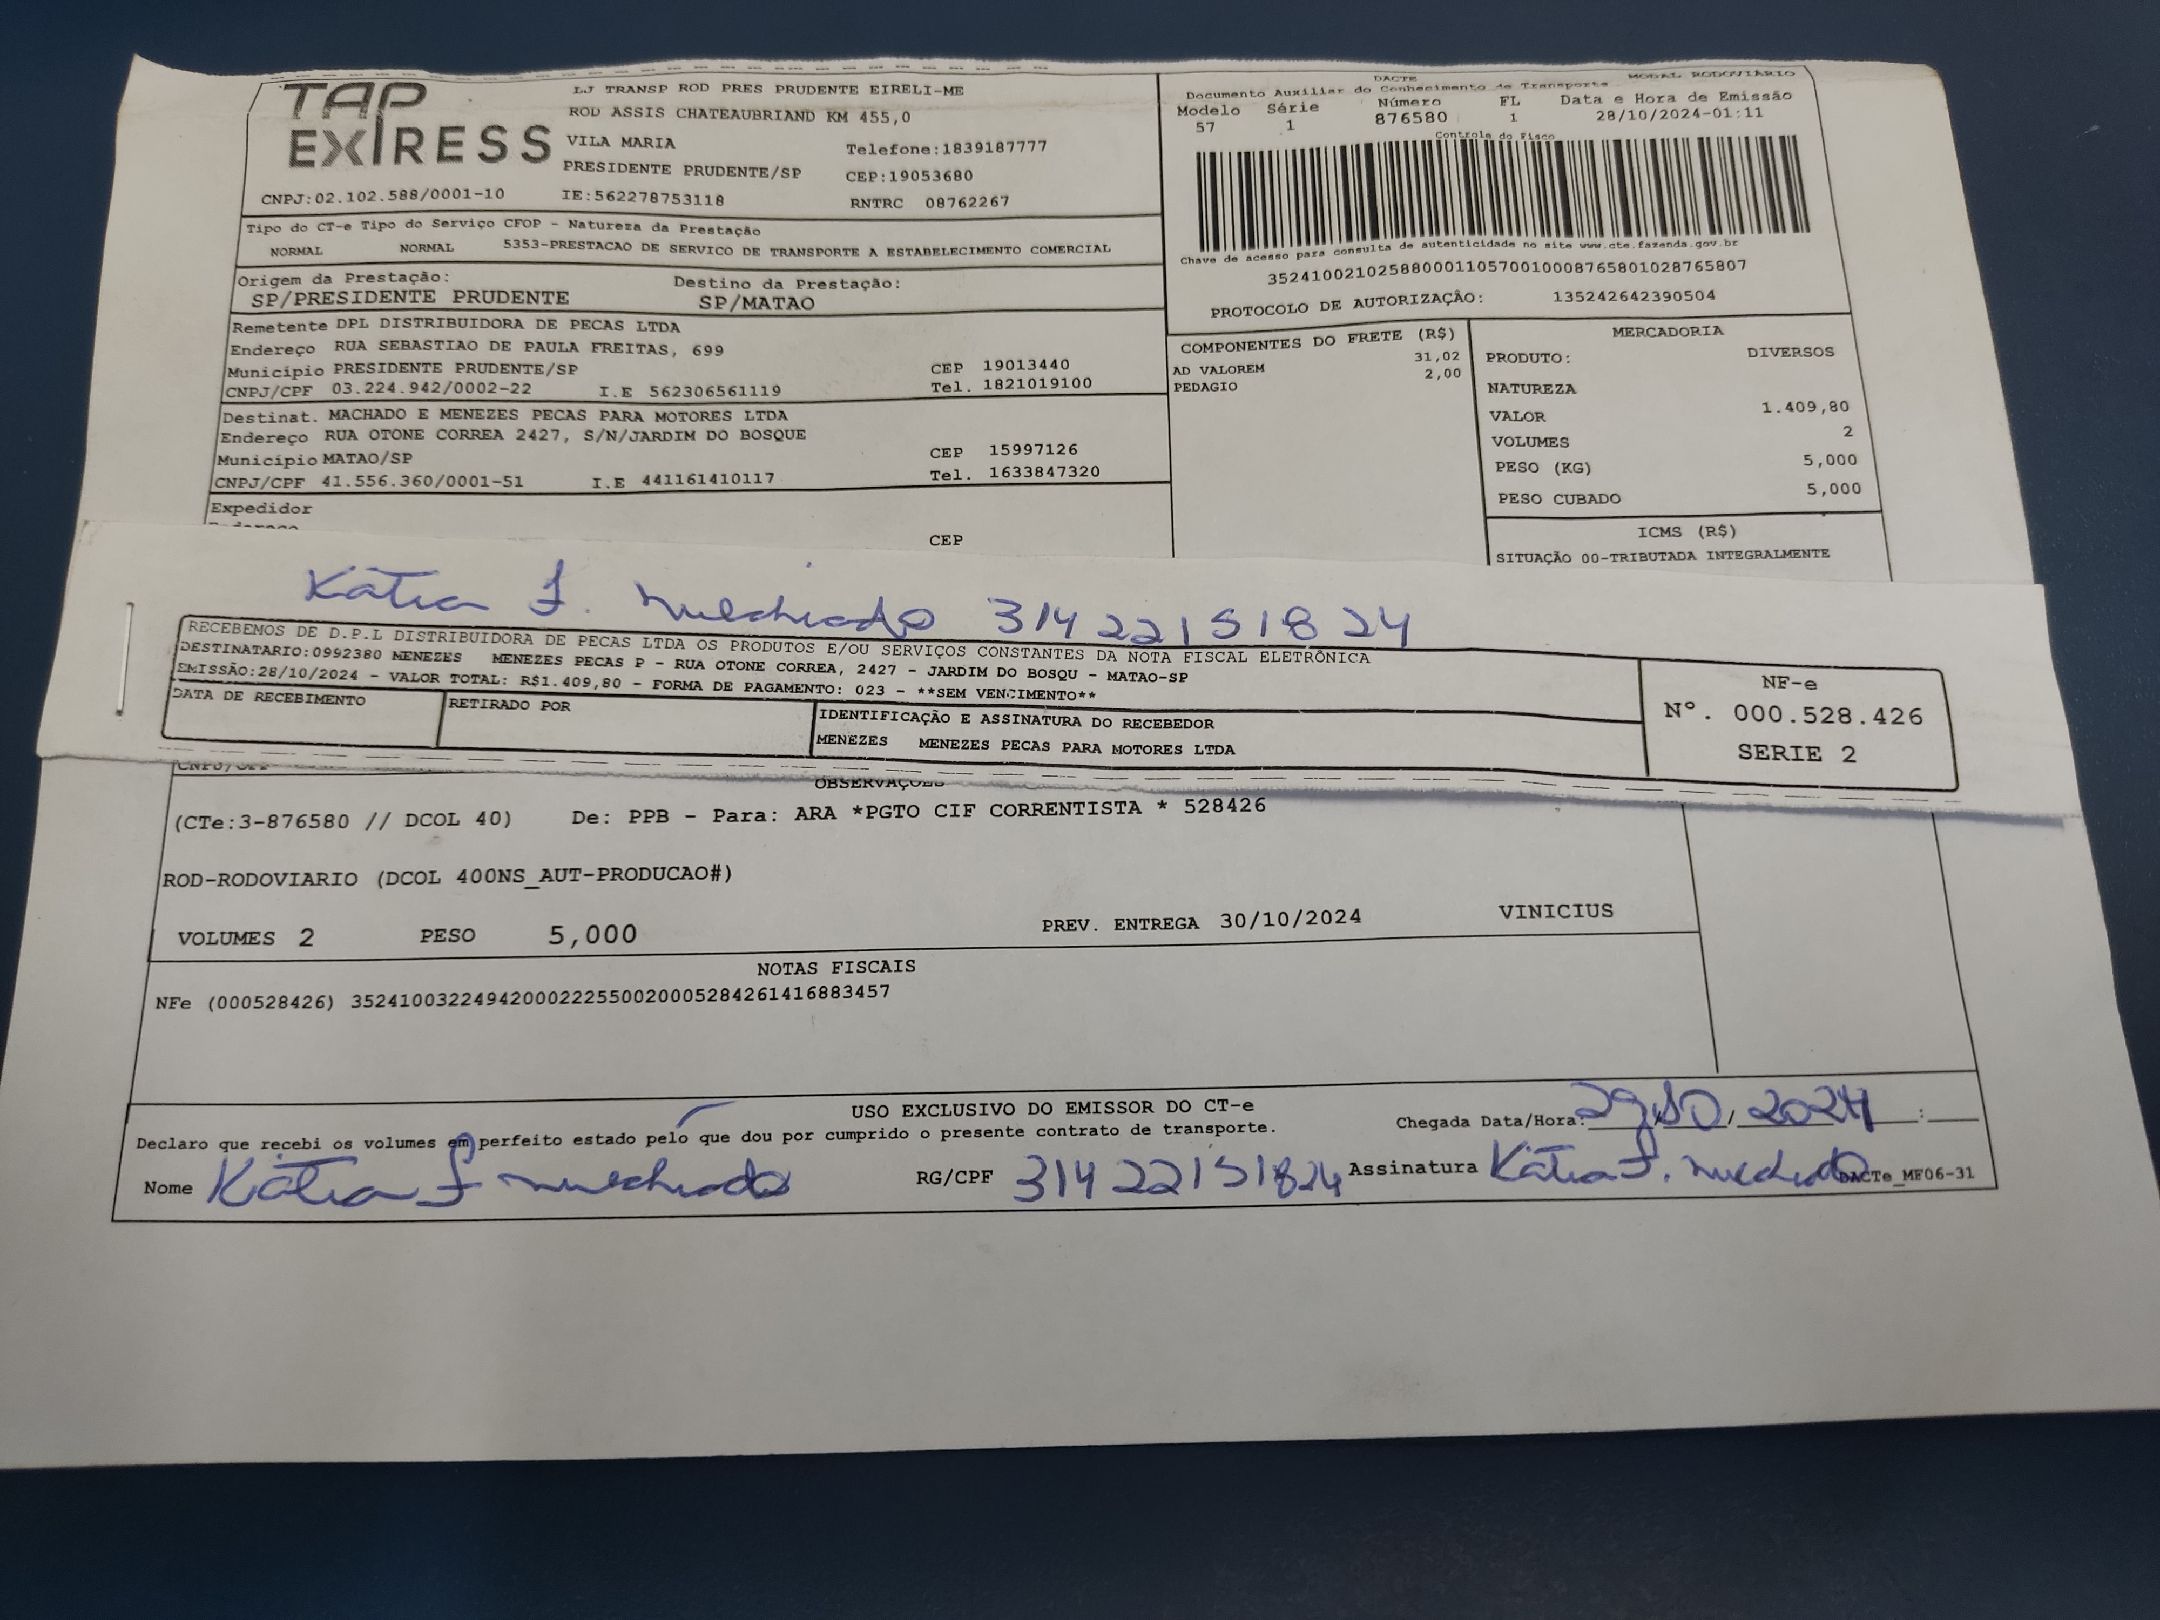 TAP
EXPRESS
CNPJ:02.102.588/0001-10
LJ TRANSP ROD PRES PRUDENTE EIRELI-ME
ROD ASSIS CHATEAUBRIAND KM 455,0
VILA MARIA Telefone:1839187777
PRESIDENTE PRUDENTE/SP CEP:19053680
IE:562278753118 RNTRC 08762267
DACTE MODAL RODOVIÁRIO
Documento Auxiliar do Conhecimento de Transporte
Modelo Série Número FL Data e Hora de Emissão
57 1 876580 1 28/10/2024-01:11
Controle do Fisco
Chave de acesso para consulta de autenticidade no site www.cte.fazenda.gov.br
35241002102588000110570010008765801028765807
PROTOCOLO DE AUTORIZAÇÃO: 135242642390504
Tipo do CT-e Tipo do Serviço CFOP - Natureza da Prestação
NORMAL NORMAL 5353-PRESTACAO DE SERVICO DE TRANSPORTE A ESTABELECIMENTO COMERCIAL
Origem da Prestação: Destino da Prestação:
SP/PRESIDENTE PRUDENTE SP/MATAO
Remetente DPL DISTRIBUIDORA DE PECAS LTDA
Endereço RUA SEBASTIAO DE PAULA FREITAS, 699
Município PRESIDENTE PRUDENTE/SP CEP 19013440
CNPJ/CPF 03.224.942/0002-22 I.E 562306561119 Tel. 1821019100
Destinat. MACHADO E MENEZES PECAS PARA MOTORES LTDA
Endereço RUA OTONE CORREA 2427, S/N/JARDIM DO BOSQUE
Município MATAO/SP CEP 15997126
CNPJ/CPF 41.556.360/0001-51 I.E 441161410117 Tel. 1633847320
Expedidor
CEP
COMPONENTES DO FRETE (R$)
AD VALOREM 31,02
PEDAGIO 2,00
MERCADORIA
PRODUTO: DIVERSOS
NATUREZA
VALOR 1.409,80
VOLUMES 2
PESO (KG) 5,000
PESO CUBADO 5,000
ICMS (R$)
SITUAÇÃO 00-TRIBUTADA INTEGRALMENTE
Kátia F. Machado 314 221518 24
RECEBEMOS DE D.P.L DISTRIBUIDORA DE PECAS LTDA OS PRODUTOS E/OU SERVIÇOS CONSTANTES DA NOTA FISCAL ELETRÔNICA
DESTINATARIO:0992380 MENEZES MENEZES PECAS P - RUA OTONE CORREA, 2427 - JARDIM DO BOSQU - MATAO-SP
EMISSÃO:28/10/2024 - VALOR TOTAL: R$1.409,80 - FORMA DE PAGAMENTO: 023 - **SEM VENCIMENTO**
DATA DE RECEBIMENTO RETIRADO POR IDENTIFICAÇÃO E ASSINATURA DO RECEBEDOR
MENEZES MENEZES PECAS PARA MOTORES LTDA
NF-e
Nº. 000.528.426
SERIE 2
CNPJ/CPF
OBSERVAÇÕES
(CTe:3-876580 // DCOL 40) De: PPB - Para: ARA *PGTO CIF CORRENTISTA * 528426
ROD-RODOVIARIO (DCOL 400NS_AUT-PRODUCAO#)
VOLUMES 2 PESO 5,000 PREV. ENTREGA 30/10/2024 VINICIUS
NOTAS FISCAIS
NFe (000528426) 35241003224942000222550020005284261416883457
USO EXCLUSIVO DO EMISSOR DO CT-e
Declaro que recebi os volumes em perfeito estado pelo que dou por cumprido o presente contrato de transporte.
Chegada Data/Hora: 29/10/2024 :
Nome Kátia F Machado RG/CPF 314 22151824 Assinatura Kátia F. Machado DACTe_MF06-31